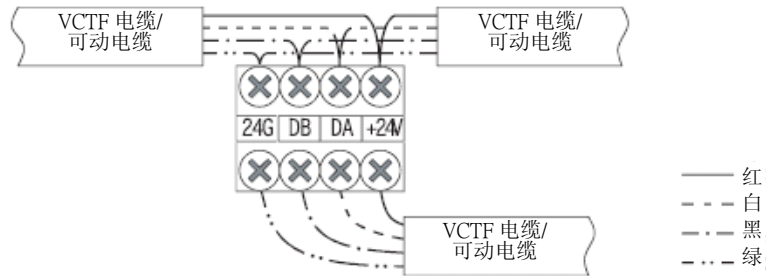 VCTF 电缆/
可动电缆
VCTF 电缆/
可动电缆
24G DB DA +24V
VCTF 电缆/
可动电缆
红
白
黑
绿